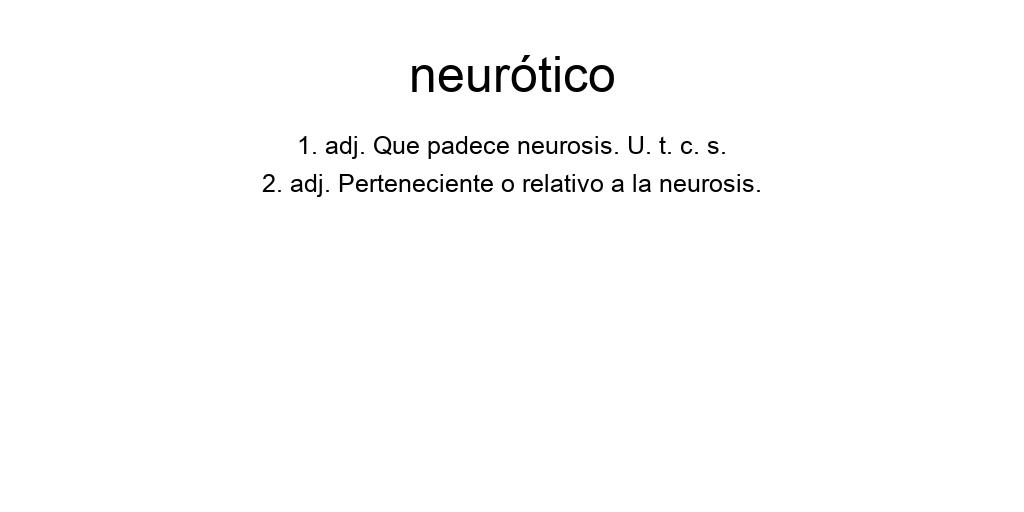 neurótico
1. adj. Que padece neurosis. U. t. c. s.
2. adj. Perteneciente o relativo a la neurosis.